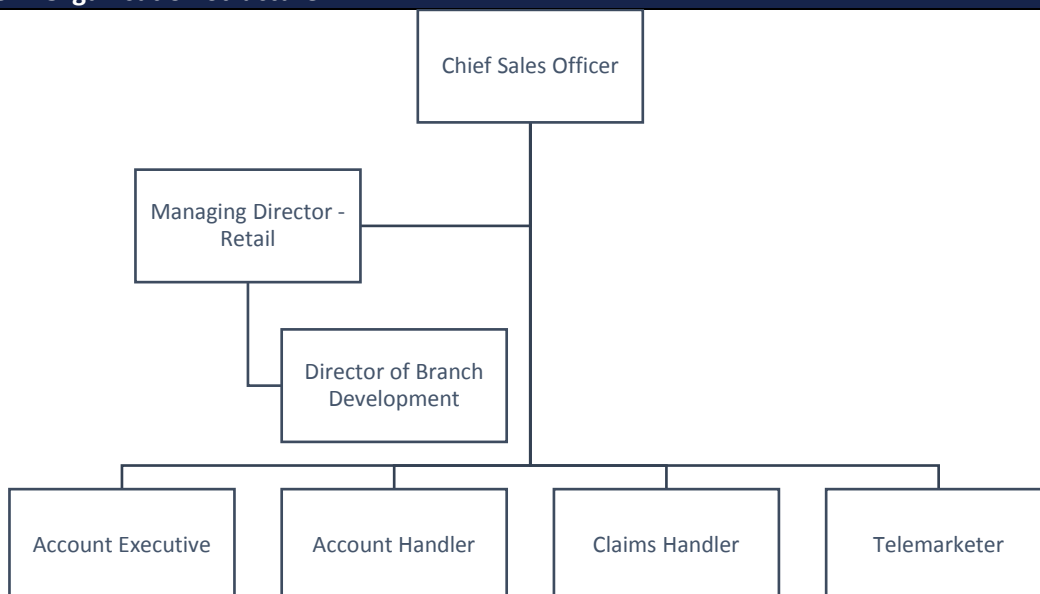 Chief Sales Officer
Managing Director -
Retail
Director of Branch
Development
Account Executive
Account Handler
Claims Handler
Telemarketer